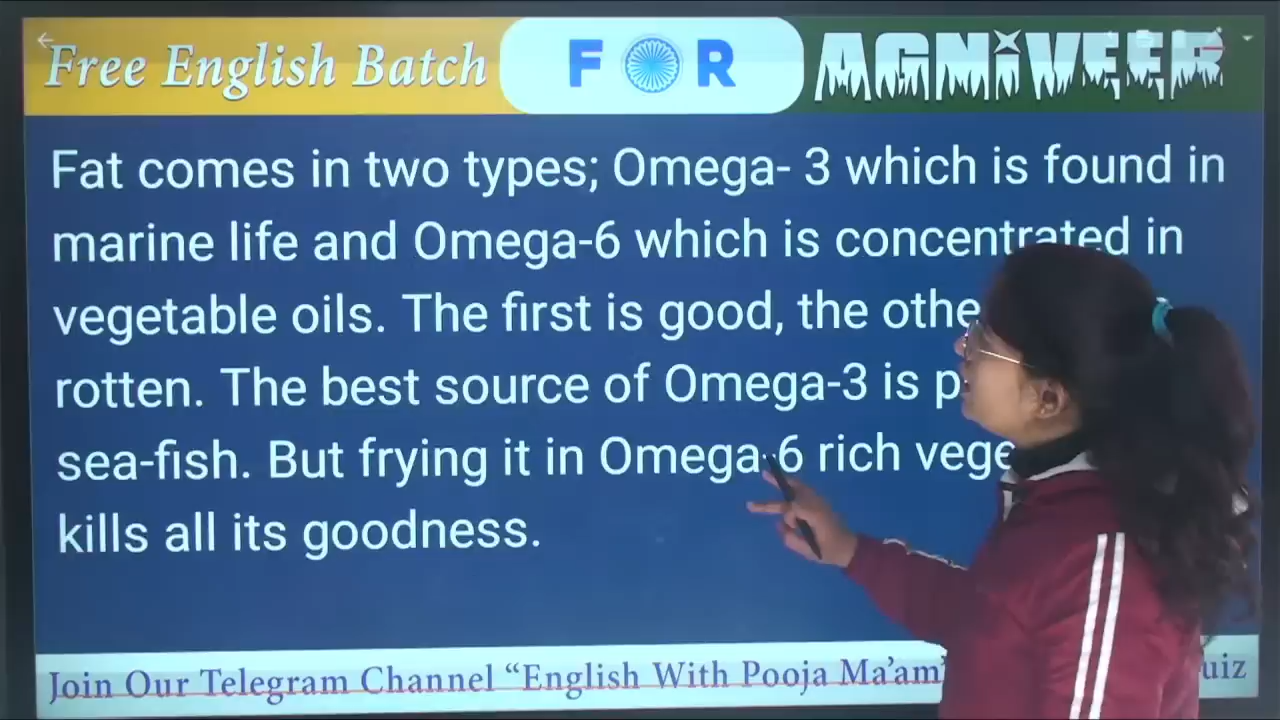 Free English Batch FOR AGNiVEER
Fat comes in two types; Omega- 3 which is found in
marine life and Omega-6 which is concentrated in
vegetable oils. The first is good, the
rotten. The best source of Omega-3 is
sea-fish. But frying it in Omega-6 rich
kills all its goodness.
Join Our Telegram Channel “English With Pooja Ma’am”